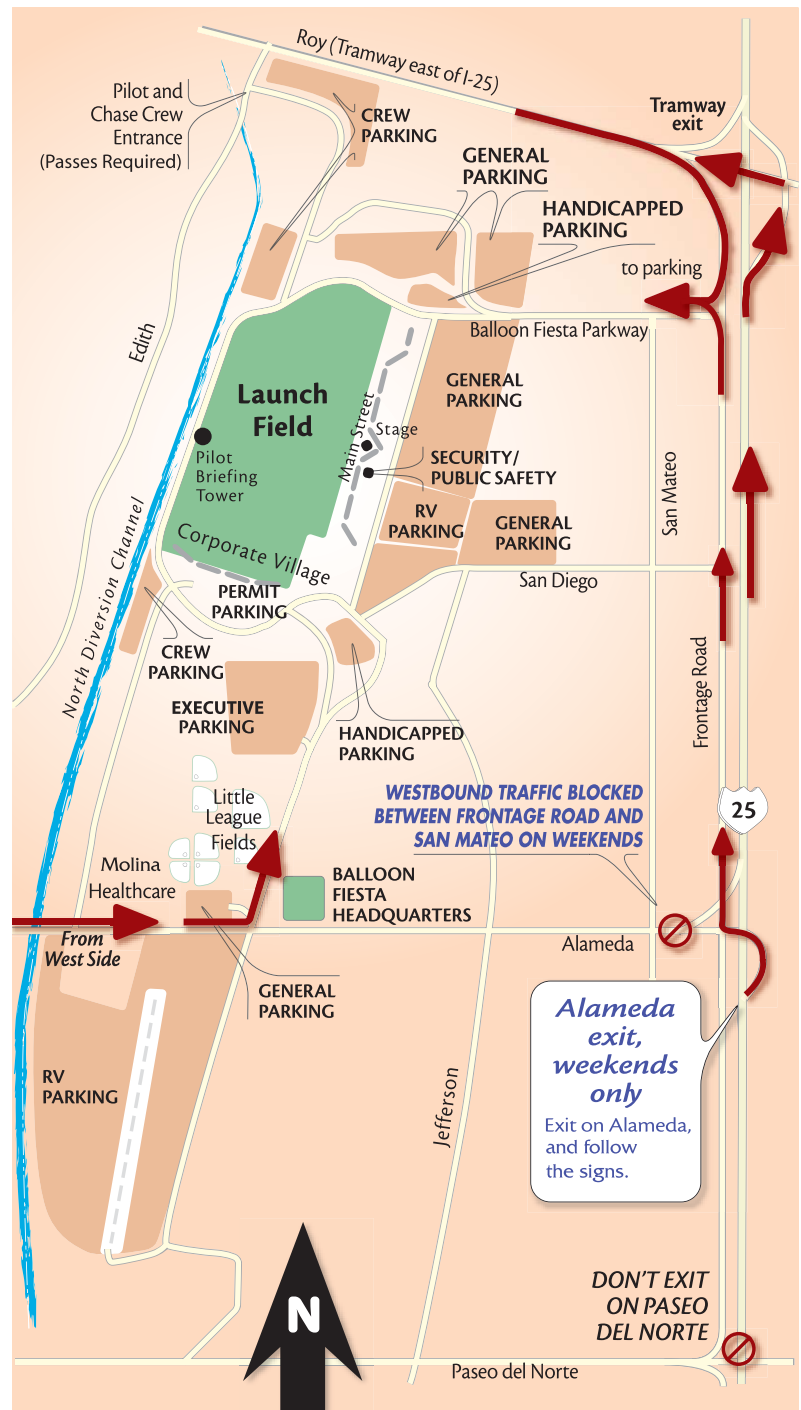 Roy (Tramway east of I-25)
Pilot and
Chase Crew
Entrance
(Passes Required)
CREW
PARKING
Tramway
exit
GENERAL
PARKING
HANDICAPPED
PARKING
to parking
Edith
Balloon Fiesta Parkway
Launch
Field
GENERAL
PARKING
Main Street
Stage
Pilot
Briefing
Tower
SECURITY/
PUBLIC SAFETY
San Mateo
RV
PARKING
GENERAL
PARKING
North Diversion Channel
Corporate Village
San Diego
PERMIT
PARKING
CREW
PARKING
Frontage Road
EXECUTIVE
PARKING
HANDICAPPED
PARKING
Little
League
Fields
WESTBOUND TRAFFIC BLOCKED
BETWEEN FRONTAGE ROAD AND
SAN MATEO ON WEEKENDS
25
Molina
Healthcare
BALLOON
FIESTA
HEADQUARTERS
From
West Side
Alameda
GENERAL
PARKING
Alameda
exit,
weekends
only
Exit on Alameda,
and follow
the signs.
RV
PARKING
Jefferson
N
DON'T EXIT
ON PASEO
DEL NORTE
Paseo del Norte